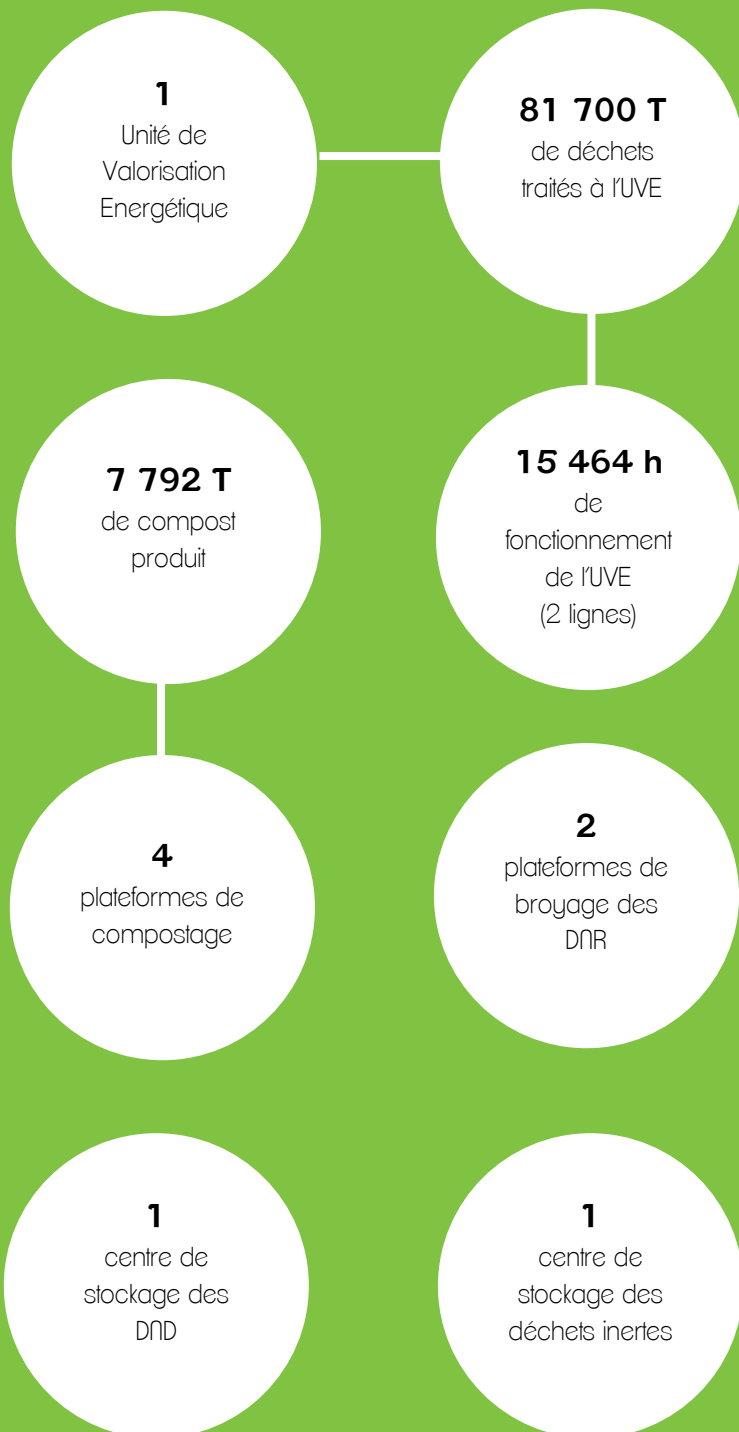 1
Unité de
Valorisation
Energétique
81 700 T
de déchets
traités à l'UVE
7 792 T
de compost
produit
15 464 h
de
fonctionnement
de l'UVE
(2 lignes)
4
plateformes de
compostage
2
plateformes de
broyage des
DNR
1
centre de
stockage des
DND
1
centre de
stockage des
déchets inertes